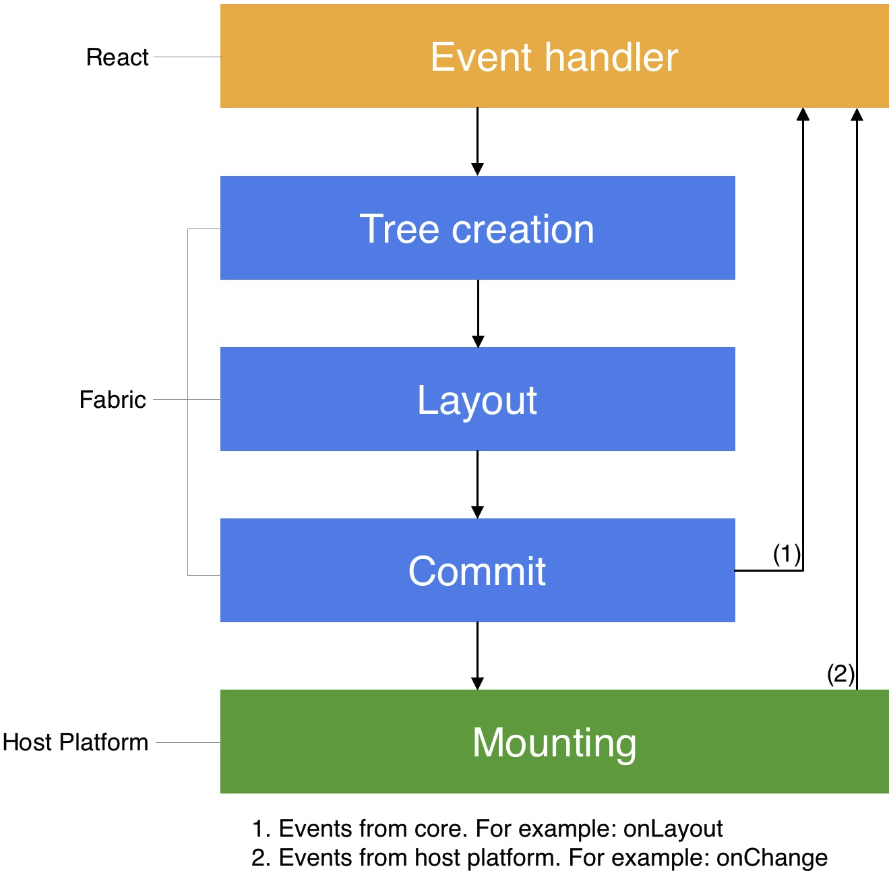 React
Event handler
Tree creation
Fabric
Layout
Commit
(1)
(2)
Host Platform
Mounting
1. Events from core. For example: onLayout
2. Events from host platform. For example: onChange